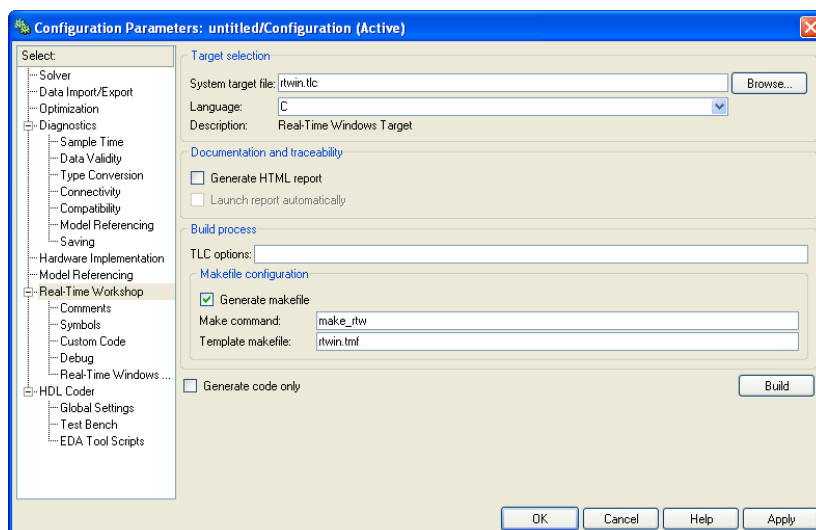 Configuration Parameters: untitled/Configuration (Active)
Select:
Solver
Data Import/Export
Optimization
Diagnostics
Sample Time
Data Validity
Type Conversion
Connectivity
Compatibility
Model Referencing
Saving
Hardware Implementation
Model Referencing
Real-Time Workshop
Comments
Symbols
Custom Code
Debug
Real-Time Windows ...
HDL Coder
Global Settings
Test Bench
EDA Tool Scripts
Target selection
System target file: rtwin.tlc Browse...
Language: C
Description: Real-Time Windows Target
Documentation and traceability
Generate HTML report
Launch report automatically
Build process
TLC options:
Makefile configuration
Generate makefile
Make command: make_rtw
Template makefile: rtwin.tmf
Generate code only Build
OK Cancel Help Apply